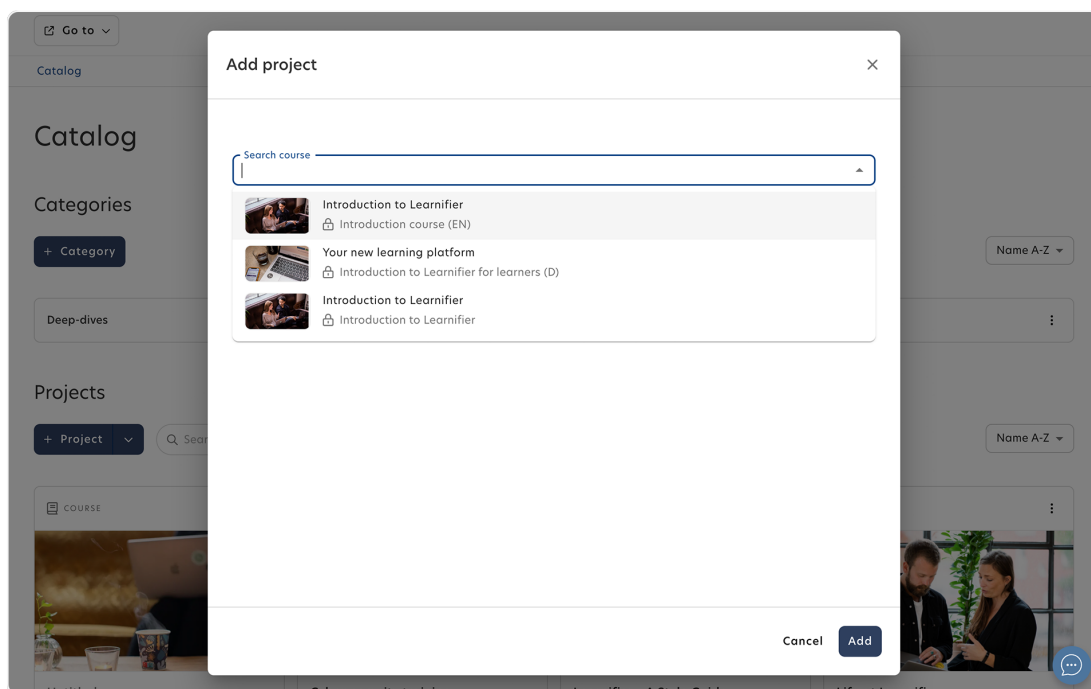 Go to
Catalog
Catalog
Categories
+ Category
Name A-Z
Deep-dives
Projects
+ Project
Name A-Z
COURSE
Add project
Search course
Introduction to Learnifier
Introduction course (EN)
Your new learning platform
Introduction to Learnifier for learners (D)
Introduction to Learnifier
Introduction to Learnifier
Cancel
Add